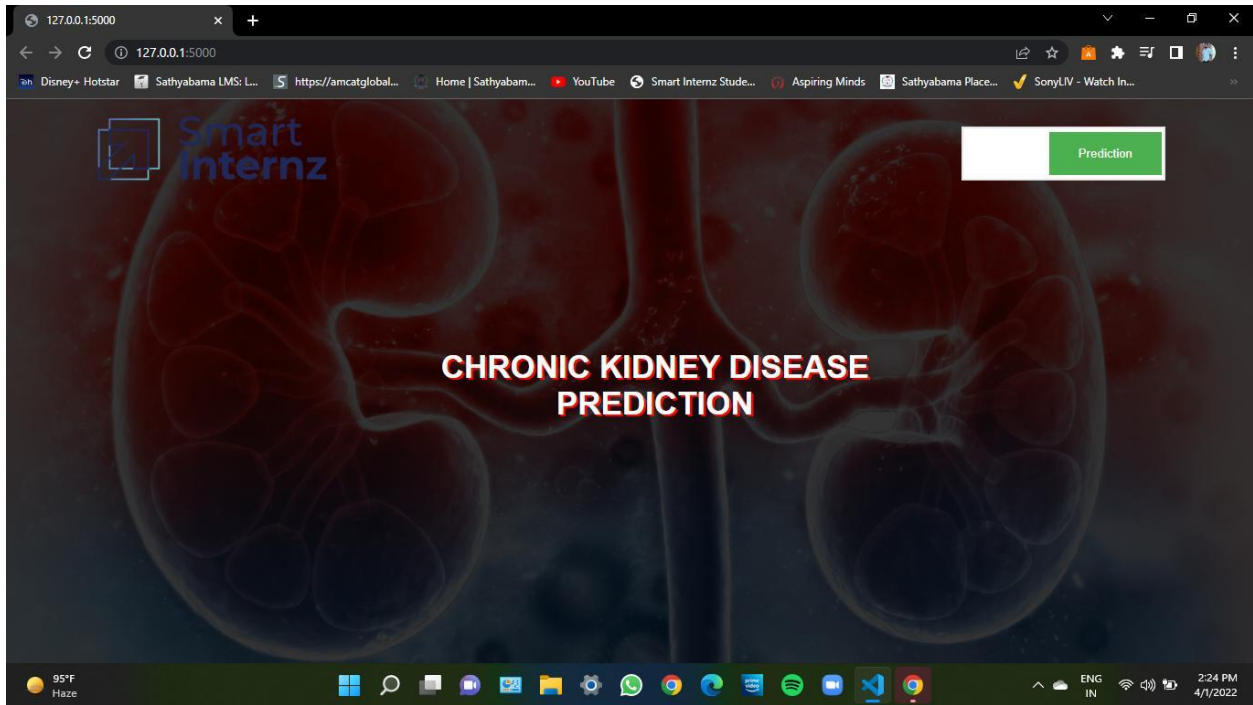 127.0.0.1:5000
127.0.0.1:5000
Disney+ Hotstar Sathyabama LMS: L... https://amcatglobal... Home | Sathyabam... YouTube Smart Internz Stude... Aspiring Minds Sathyabama Place... SonyLIV - Watch In...
Smart
Internz
Prediction
CHRONIC KIDNEY DISEASE
PREDICTION
95°F
Haze
prime video
ENG
IN
2:24 PM
4/1/2022